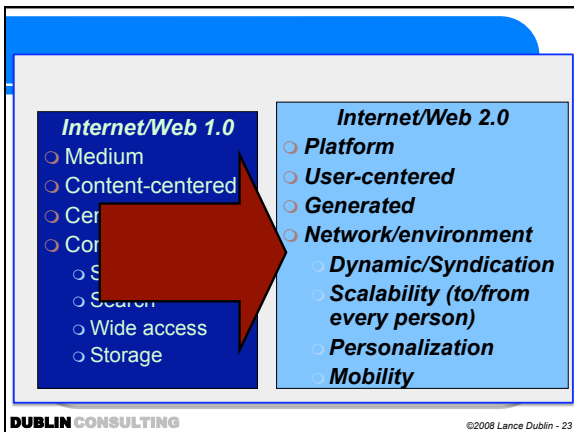 Internet/Web 1.0
Medium
Content-centered
Search
Wide access
Storage
Internet/Web 2.0
Platform
User-centered
Generated
Network/environment
Dynamic/Syndication
Scalability (to/from
every person)
Personalization
Mobility
DUBLIN CONSULTING
©2008 Lance Dublin - 23